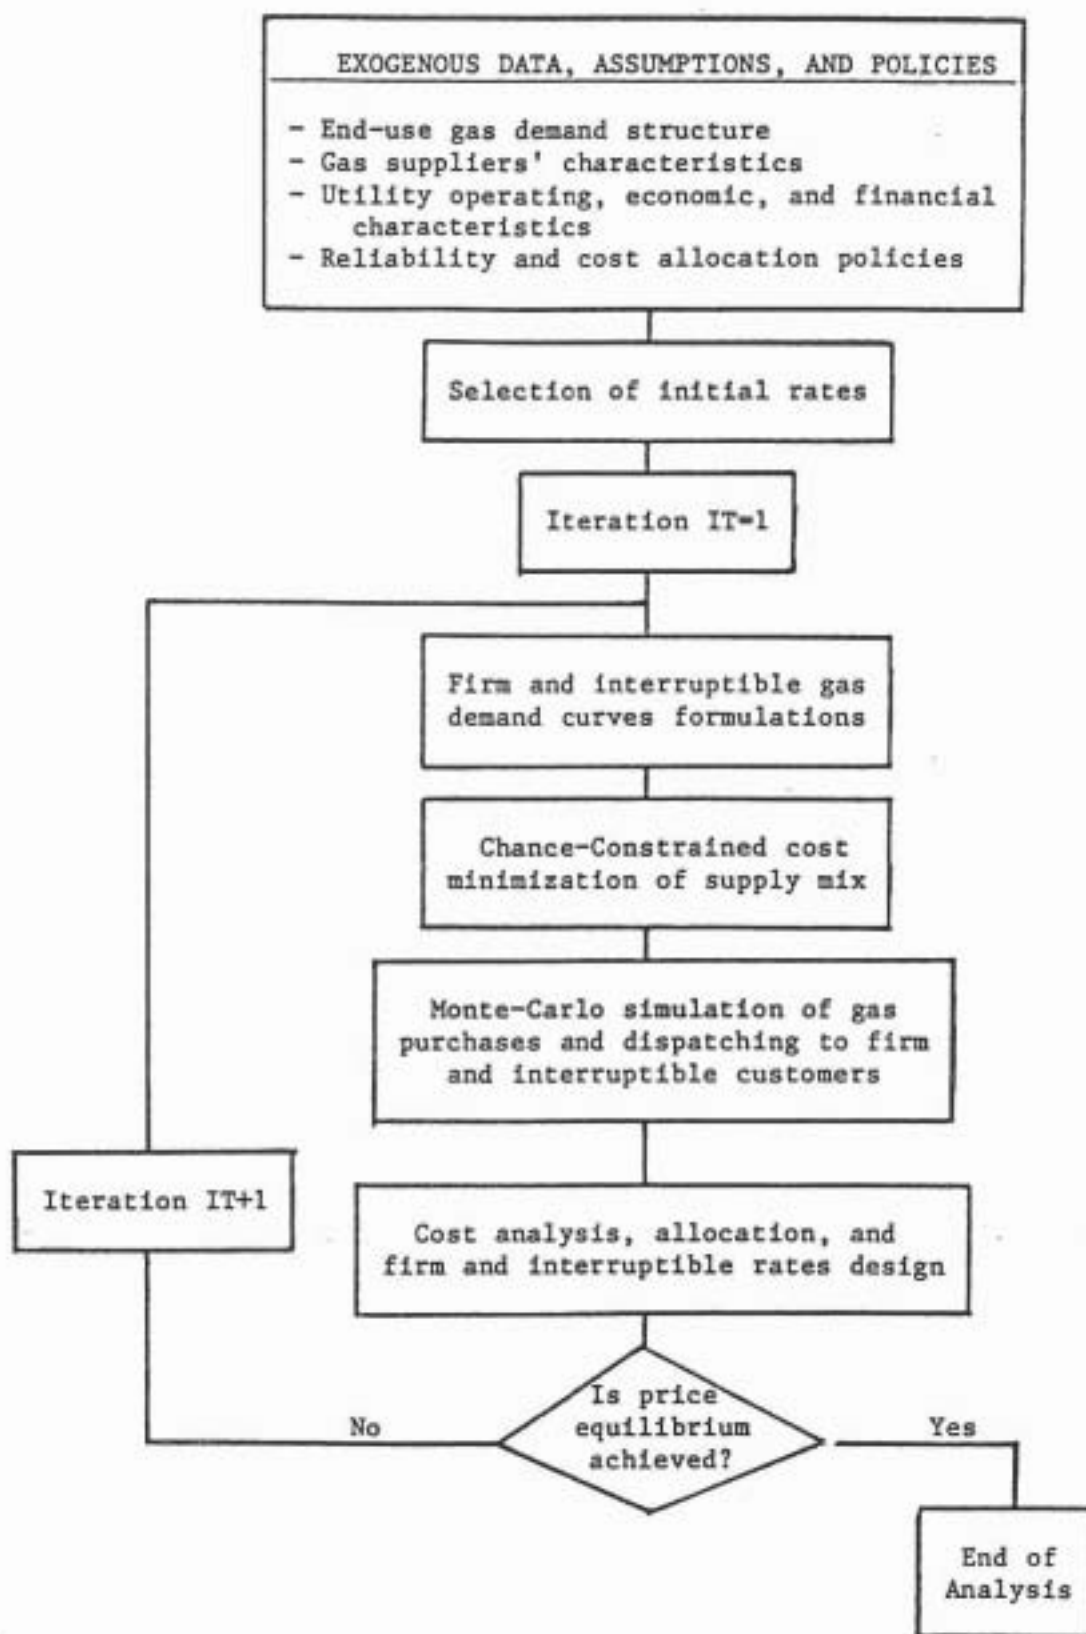 EXOGENOUS DATA, ASSUMPTIONS, AND POLICIES
- End-use gas demand structure
- Gas suppliers' characteristics
- Utility operating, economic, and financial
characteristics
- Reliability and cost allocation policies
Selection of initial rates
Iteration IT=1
Firm and interruptible gas
demand curves formulations
Chance-Constrained cost
minimization of supply mix
Monte-Carlo simulation of gas
purchases and dispatching to firm
and interruptible customers
Iteration IT+1
Cost analysis, allocation, and
firm and interruptible rates design
Is price
equilibrium
achieved?
No
Yes
End of
Analysis